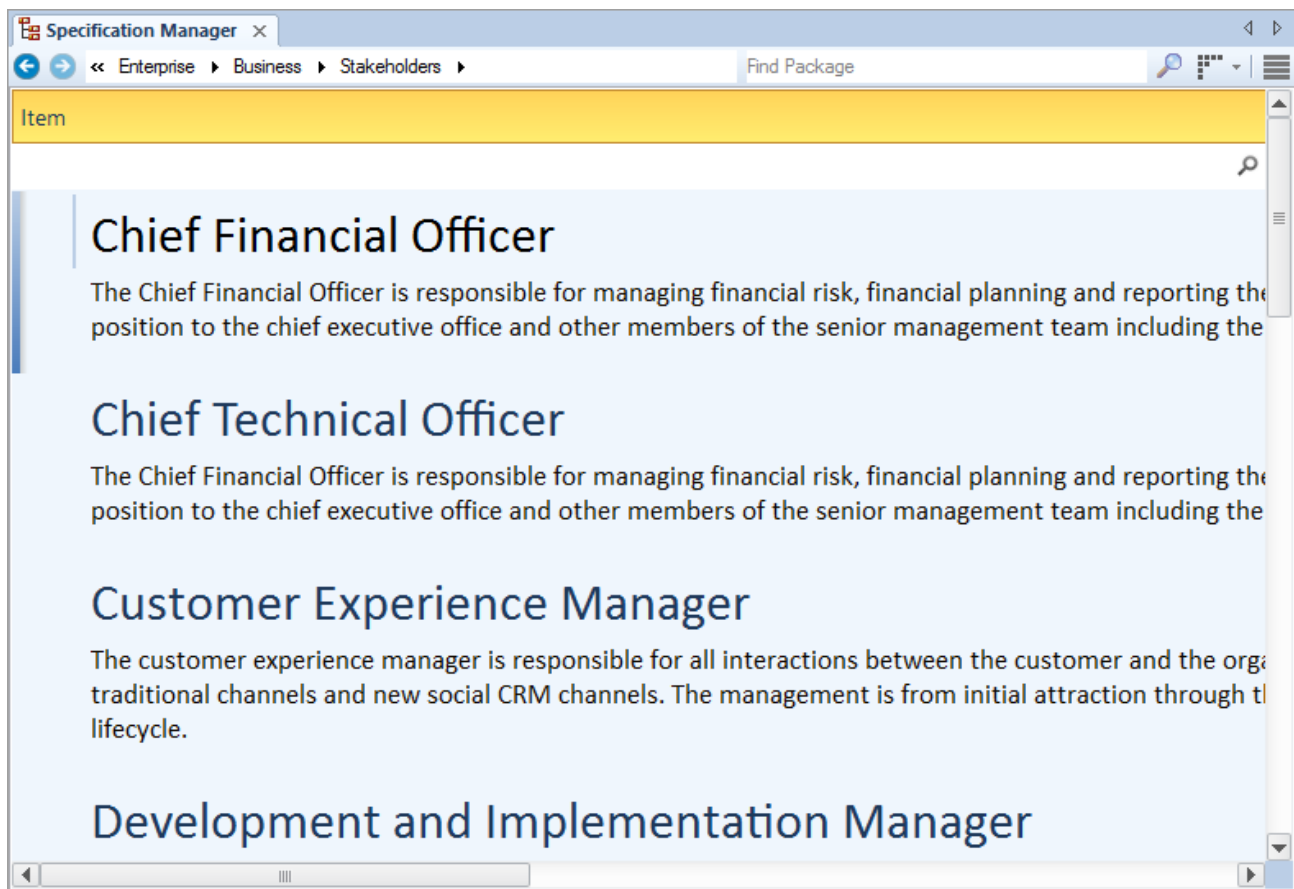 Specification Manager
« Enterprise Business Stakeholders Find Package
Item
Chief Financial Officer
The Chief Financial Officer is responsible for managing financial risk, financial planning and reporting the
position to the chief executive office and other members of the senior management team including the
Chief Technical Officer
The Chief Financial Officer is responsible for managing financial risk, financial planning and reporting the
position to the chief executive office and other members of the senior management team including the
Customer Experience Manager
The customer experience manager is responsible for all interactions between the customer and the
traditional channels and new social CRM channels. The management is from initial attraction through
lifecycle.
Development and Implementation Manager